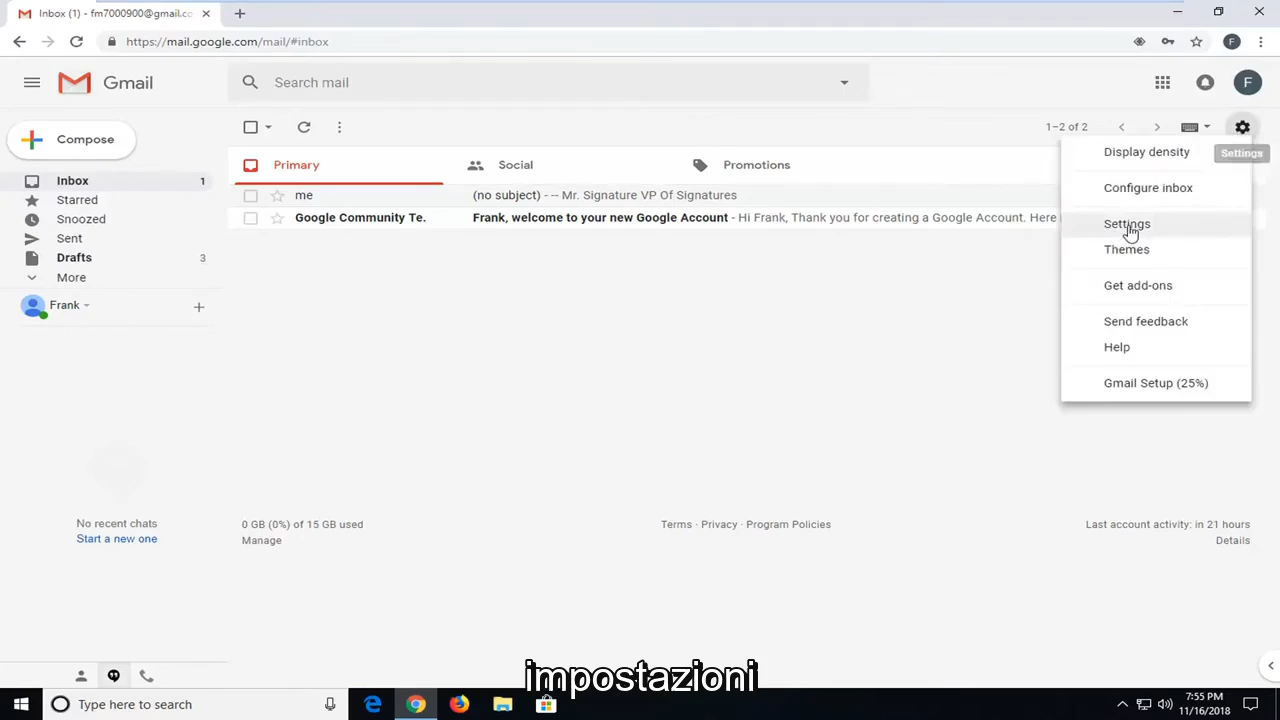 Inbox (1) - fm7000900@gmail.co
https://mail.google.com/mail/#inbox
Gmail
Search mail
F
Compose
1–2 of 2
Display density
Settings
Configure inbox
Settings
Themes
Get add-ons
Send feedback
Help
Gmail Setup (25%)
Primary
Social
Promotions
Inbox 1
Starred
Snoozed
Sent
Drafts 3
More
Frank
me (no subject) - -- Mr. Signature VP Of Signatures
Google Community Te. Frank, welcome to your new Google Account - Hi Frank, Thank you for creating a Google Account. Here
No recent chats
Start a new one
0 GB (0%) of 15 GB used
Manage
Terms · Privacy · Program Policies
Last account activity: in 21 hours
Details
impostazioni
Type here to search
7:55 PM
11/16/2018